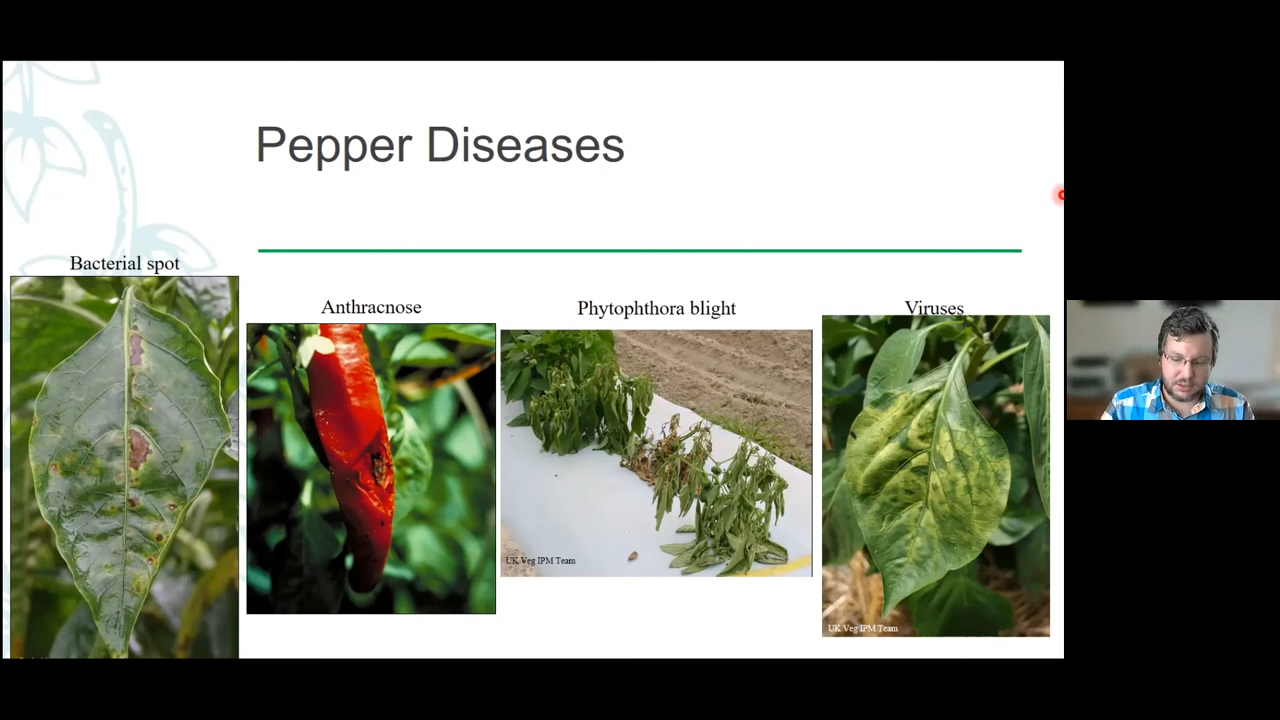 Pepper Diseases
Bacterial spot
Anthracnose
Phytophthora blight
Viruses
UK Veg IPM Team
UK Veg IPM Team